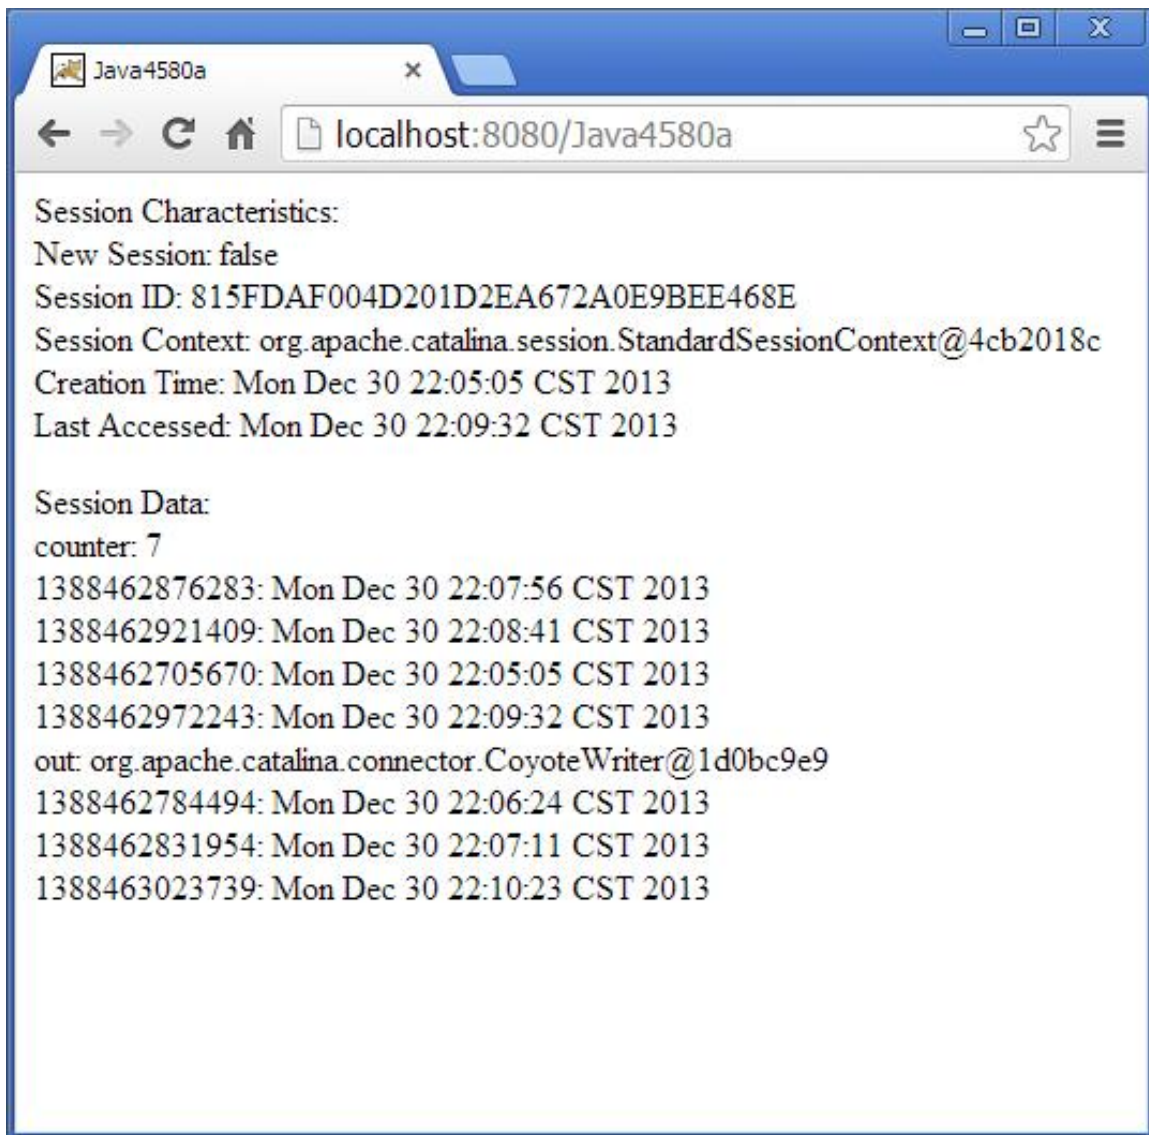 Java4580a
localhost:8080/Java4580a
Session Characteristics:
New Session: false
Session ID: 815FDAF004D201D2EA672A0E9BEE468E
Session Context: org.apache.catalina.session.StandardSessionContext@4cb2018c
Creation Time: Mon Dec 30 22:05:05 CST 2013
Last Accessed: Mon Dec 30 22:09:32 CST 2013
Session Data:
counter: 7
1388462876283: Mon Dec 30 22:07:56 CST 2013
1388462921409: Mon Dec 30 22:08:41 CST 2013
1388462705670: Mon Dec 30 22:05:05 CST 2013
1388462972243: Mon Dec 30 22:09:32 CST 2013
out: org.apache.catalina.connector.CoyoteWriter@1d0bc9e9
1388462784494: Mon Dec 30 22:06:24 CST 2013
1388462831954: Mon Dec 30 22:07:11 CST 2013
1388463023739: Mon Dec 30 22:10:23 CST 2013